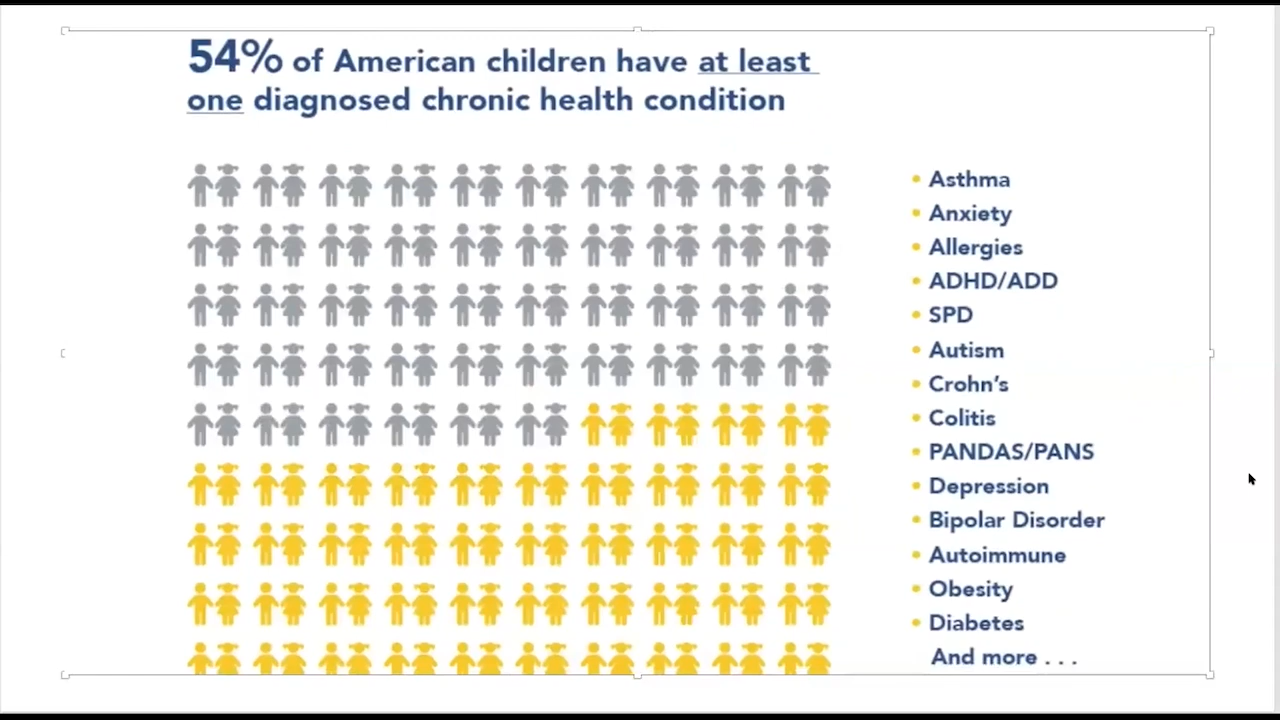 54% of American children have at least
one diagnosed chronic health condition
Asthma
Anxiety
Allergies
ADHD/ADD
SPD
Autism
Crohn's
Colitis
PANDAS/PANS
Depression
Bipolar Disorder
Autoimmune
Obesity
Diabetes
And more . . .